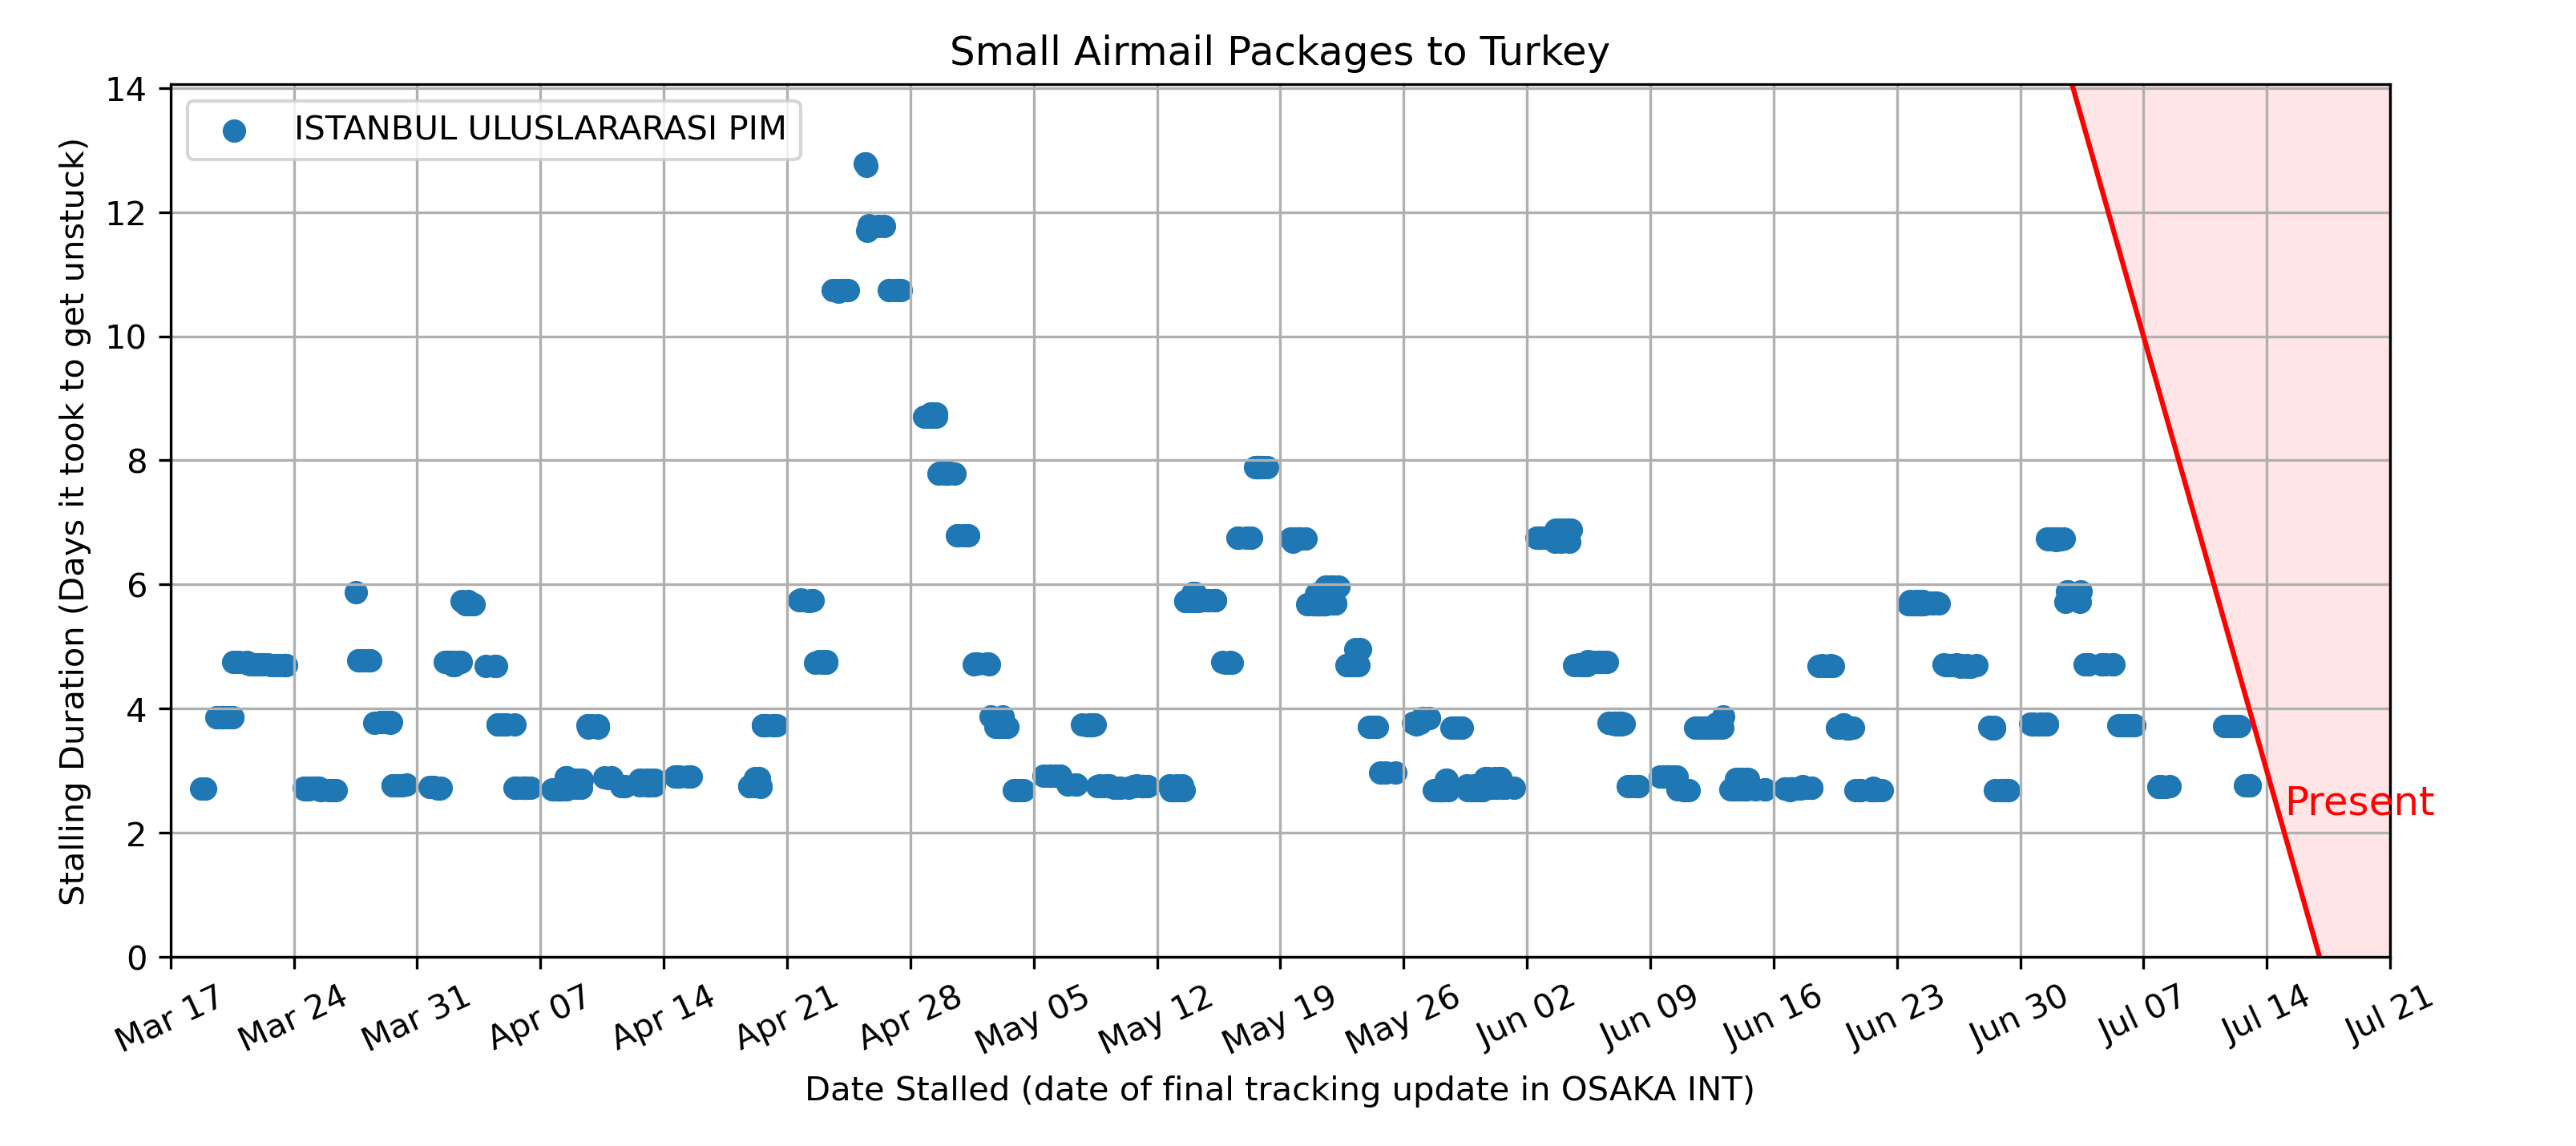 Small Airmail Packages to Turkey
ISTANBUL ULUSLARARASI PIM
Stalling Duration (Days it took to get unstuck)
14
12
10
8
6
4
2
0
Present
Mar 17 Mar 24 Mar 31 Apr 07 Apr 14 Apr 21 Apr 28 May 05 May 12 May 19 May 26 Jun 02 Jun 09 Jun 16 Jun 23 Jun 30 Jul 07 Jul 14 Jul 21
Date Stalled (date of final tracking update in OSAKA INT)